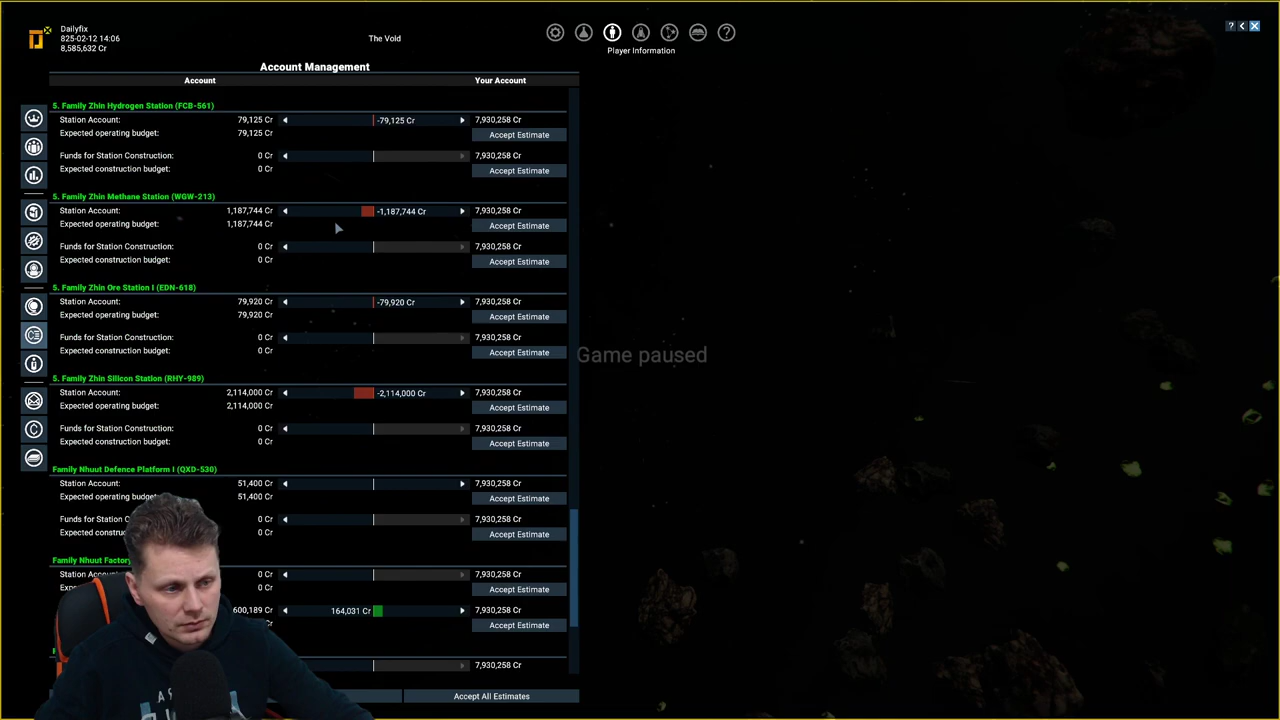 Dailyfix
825-02-12 14:06
8,585,632 Cr
The Void
Player Information
Account Management
Account Your Account
5. Family Zhin Hydrogen Station (FCB-561)
Station Account: 79,125 Cr -79,125 Cr 7,930,258 Cr
Expected operating budget: 79,125 Cr Accept Estimate
Funds for Station Construction: 0 Cr 7,930,258 Cr
Expected construction budget: 0 Cr Accept Estimate
5. Family Zhin Methane Station (WGW-213)
Station Account: 1,187,744 Cr -1,187,744 Cr 7,930,258 Cr
Expected operating budget: 1,187,744 Cr Accept Estimate
Funds for Station Construction: 0 Cr 7,930,258 Cr
Expected construction budget: 0 Cr Accept Estimate
5. Family Zhin Ore Station I (EDN-618)
Station Account: 79,920 Cr -79,920 Cr 7,930,258 Cr
Expected operating budget: 79,920 Cr Accept Estimate
Funds for Station Construction: 0 Cr 7,930,258 Cr
Expected construction budget: 0 Cr Accept Estimate
Game paused
5. Family Zhin Silicon Station (RHY-989)
Station Account: 2,114,000 Cr -2,114,000 Cr 7,930,258 Cr
Expected operating budget: 2,114,000 Cr Accept Estimate
Funds for Station Construction: 0 Cr 7,930,258 Cr
Expected construction budget: 0 Cr Accept Estimate
Family Nhuut Defence Platform I (QXD-530)
Station Account: 51,400 Cr 7,930,258 Cr
Expected operating budget: 51,400 Cr Accept Estimate
Funds for Station C 0 Cr 7,930,258 Cr
Expected constru 0 Cr Accept Estimate
Family Nhuut Factory
Station Acc 0 Cr 7,930,258 Cr
Expected 0 Cr Accept Estimate
600,189 Cr 164,031 Cr 7,930,258 Cr
Cr Accept Estimate
7,930,258 Cr
Accept All Estimates